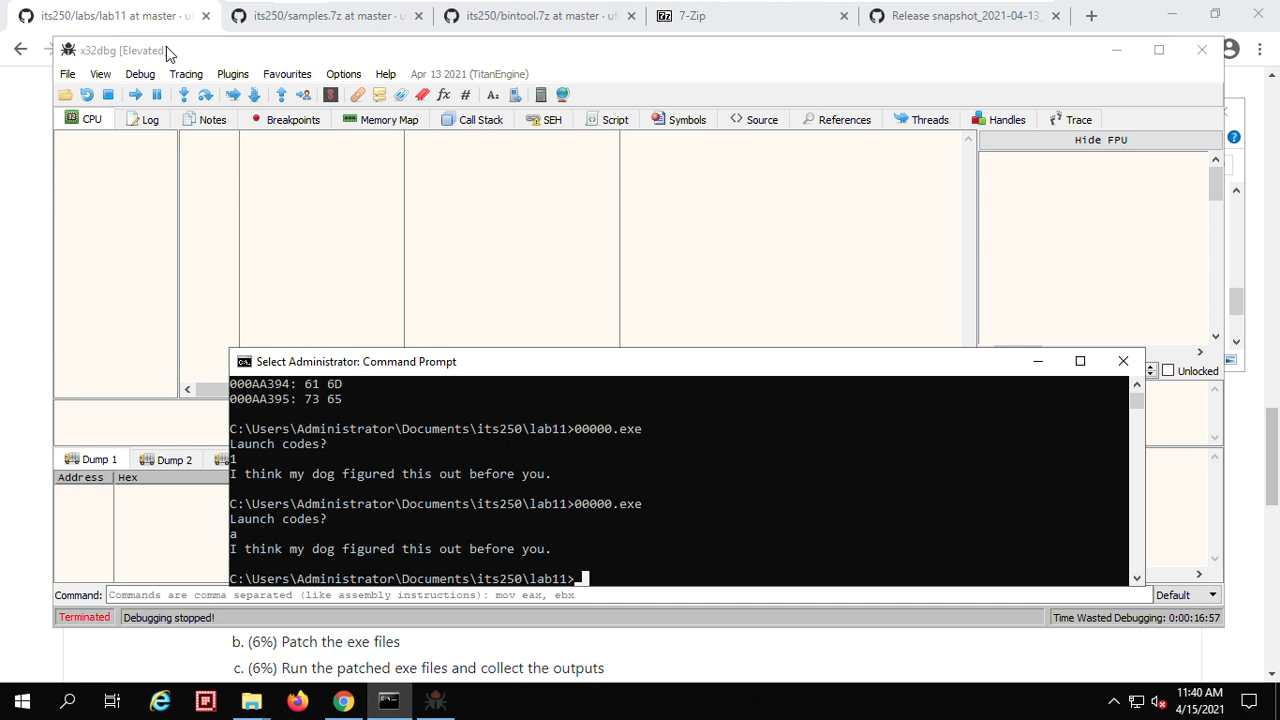 its250/labs/lab11 at master · u
its250/samples.7z at master · u
its250/bintool.7z at master · uf
7-Zip
Release snapshot_2021-04-13_
x32dbg [Elevated]
File View Debug Tracing Plugins Favourites Options Help Apr 13 2021 (TitanEngine)
CPU Log Notes Breakpoints Memory Map Call Stack SEH Script Symbols Source References Threads Handles Trace
Hide FPU
Select Administrator: Command Prompt
Unlocked
000AA394: 61 6D
000AA395: 73 65
C:\Users\Administrator\Documents\its250\lab11>00000.exe
Launch codes?
1
I think my dog figured this out before you.
C:\Users\Administrator\Documents\its250\lab11>00000.exe
Launch codes?
a
I think my dog figured this out before you.
C:\Users\Administrator\Documents\its250\lab11>
Dump 1 Dump 2
Address Hex
Command: Commands are comma separated (like assembly instructions): mov eax, ebx Default
Terminated Debugging stopped! Time Wasted Debugging: 0:00:16:57
b. (6%) Patch the exe files
c. (6%) Run the patched exe files and collect the outputs
11:40 AM
4/15/2021